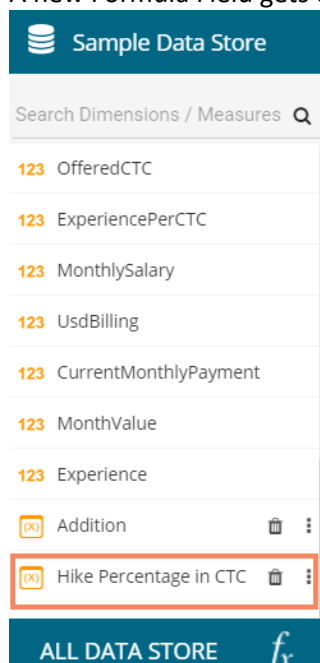 Sample Data Store
Search Dimensions / Measures
123 OfferedCTC
123 ExperiencePerCTC
123 MonthlySalary
123 UsdBilling
123 CurrentMonthlyPayment
123 MonthValue
123 Experience
(X) Addition
(X) Hike Percentage in CTC
ALL DATA STORE fx